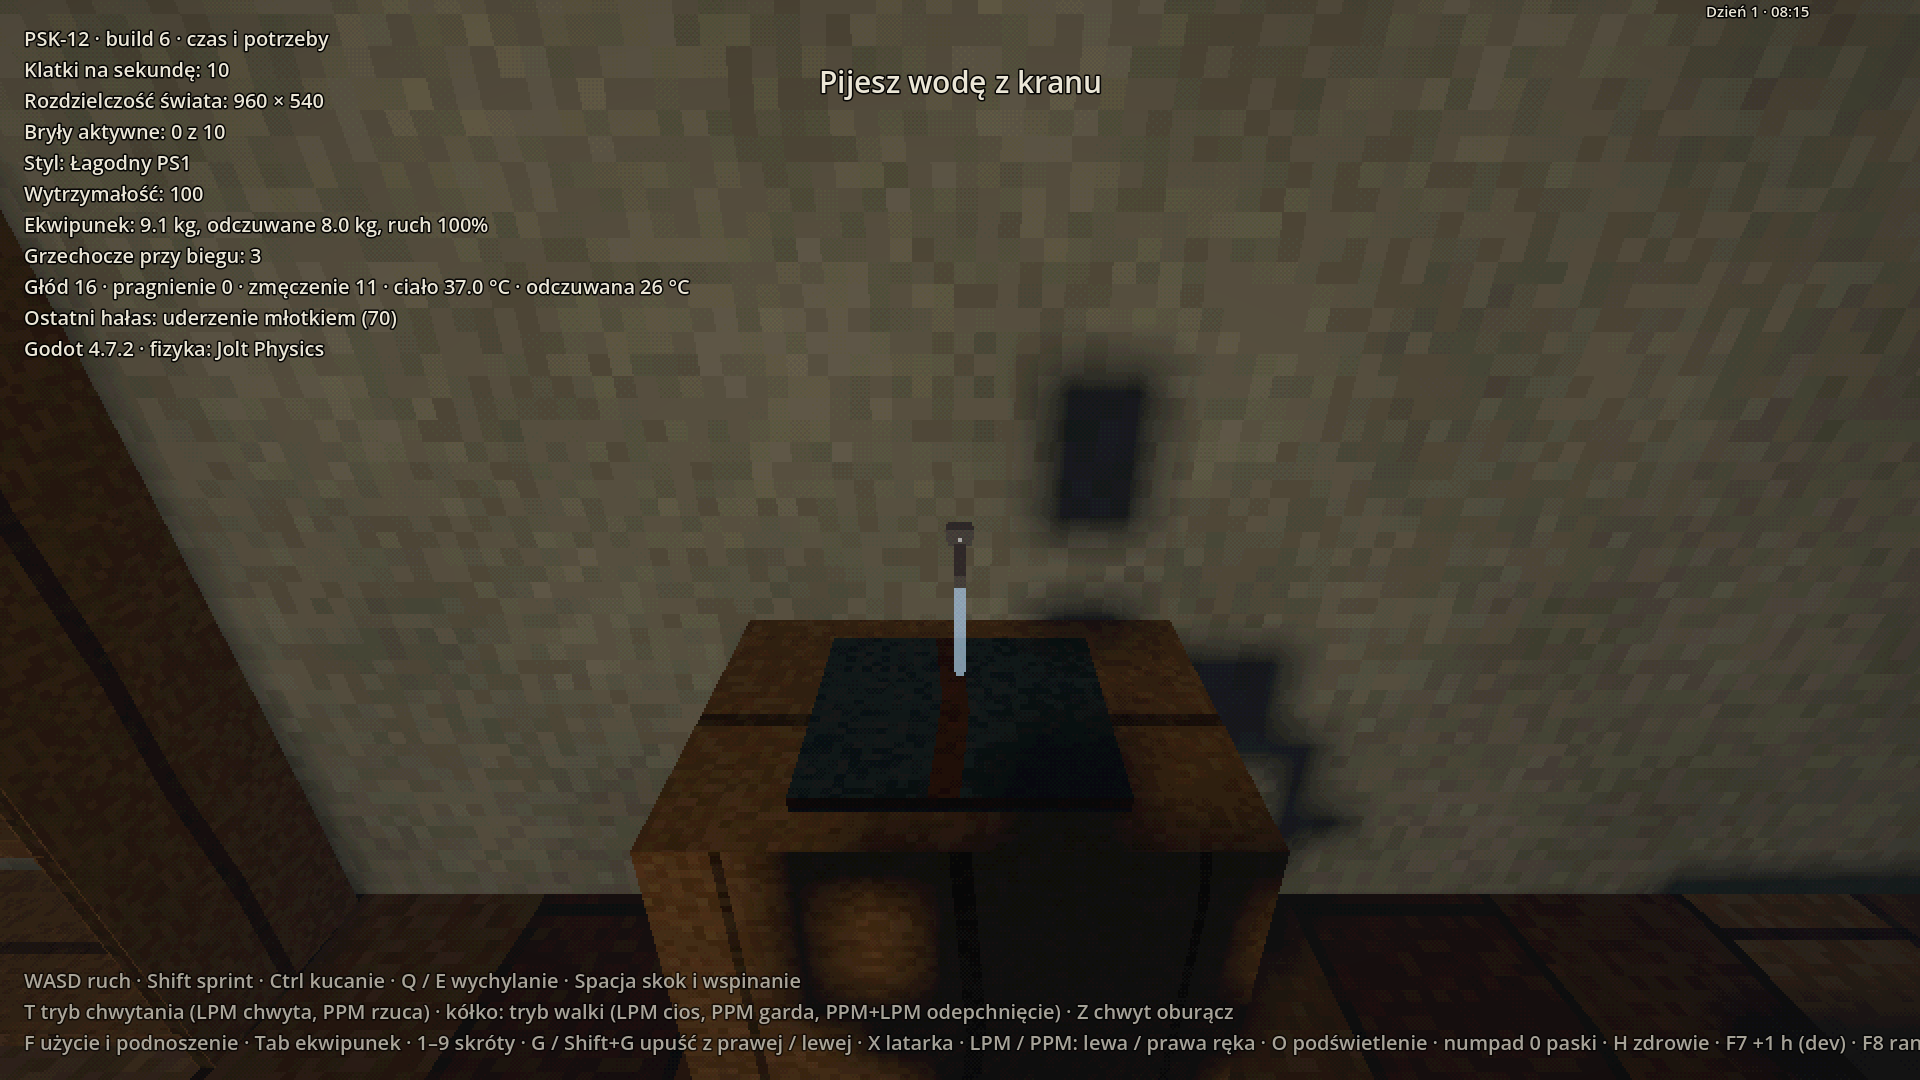 Dzień 1 · 08:15
PSK-12 · build 6 · czas i potrzeby
Klatki na sekundę: 10
Rozdzielczość świata: 960 × 540
Bryły aktywne: 0 z 10
Styl: Łagodny PS1
Wytrzymałość: 100
Ekwipunek: 9.1 kg, odczuwane 8.0 kg, ruch 100%
Grzechocze przy biegu: 3
Głód 16 · pragnienie 0 · zmęczenie 11 · ciało 37.0 °C · odczuwana 26 °C
Ostatni hałas: uderzenie młotkiem (70)
Godot 4.7.2 · fizyka: Jolt Physics
Pijesz wodę z kranu
WASD ruch · Shift sprint · Ctrl kucanie · Q / E wychylanie · Spacja skok i wspinanie
T tryb chwytania (LPM chwyta, PPM rzuca) · kółko: tryb walki (LPM cios, PPM garda, PPM+LPM odepchnięcie) · Z chwyt oburącz
F użycie i podnoszenie · Tab ekwipunek · 1–9 skróty · G / Shift+G upuść z prawej / lewej · X latarka · LPM / PPM: lewa / prawa ręka · O podświetlenie · numpad 0 paski · H zdrowie · F7 +1 h (dev) · F8 ran